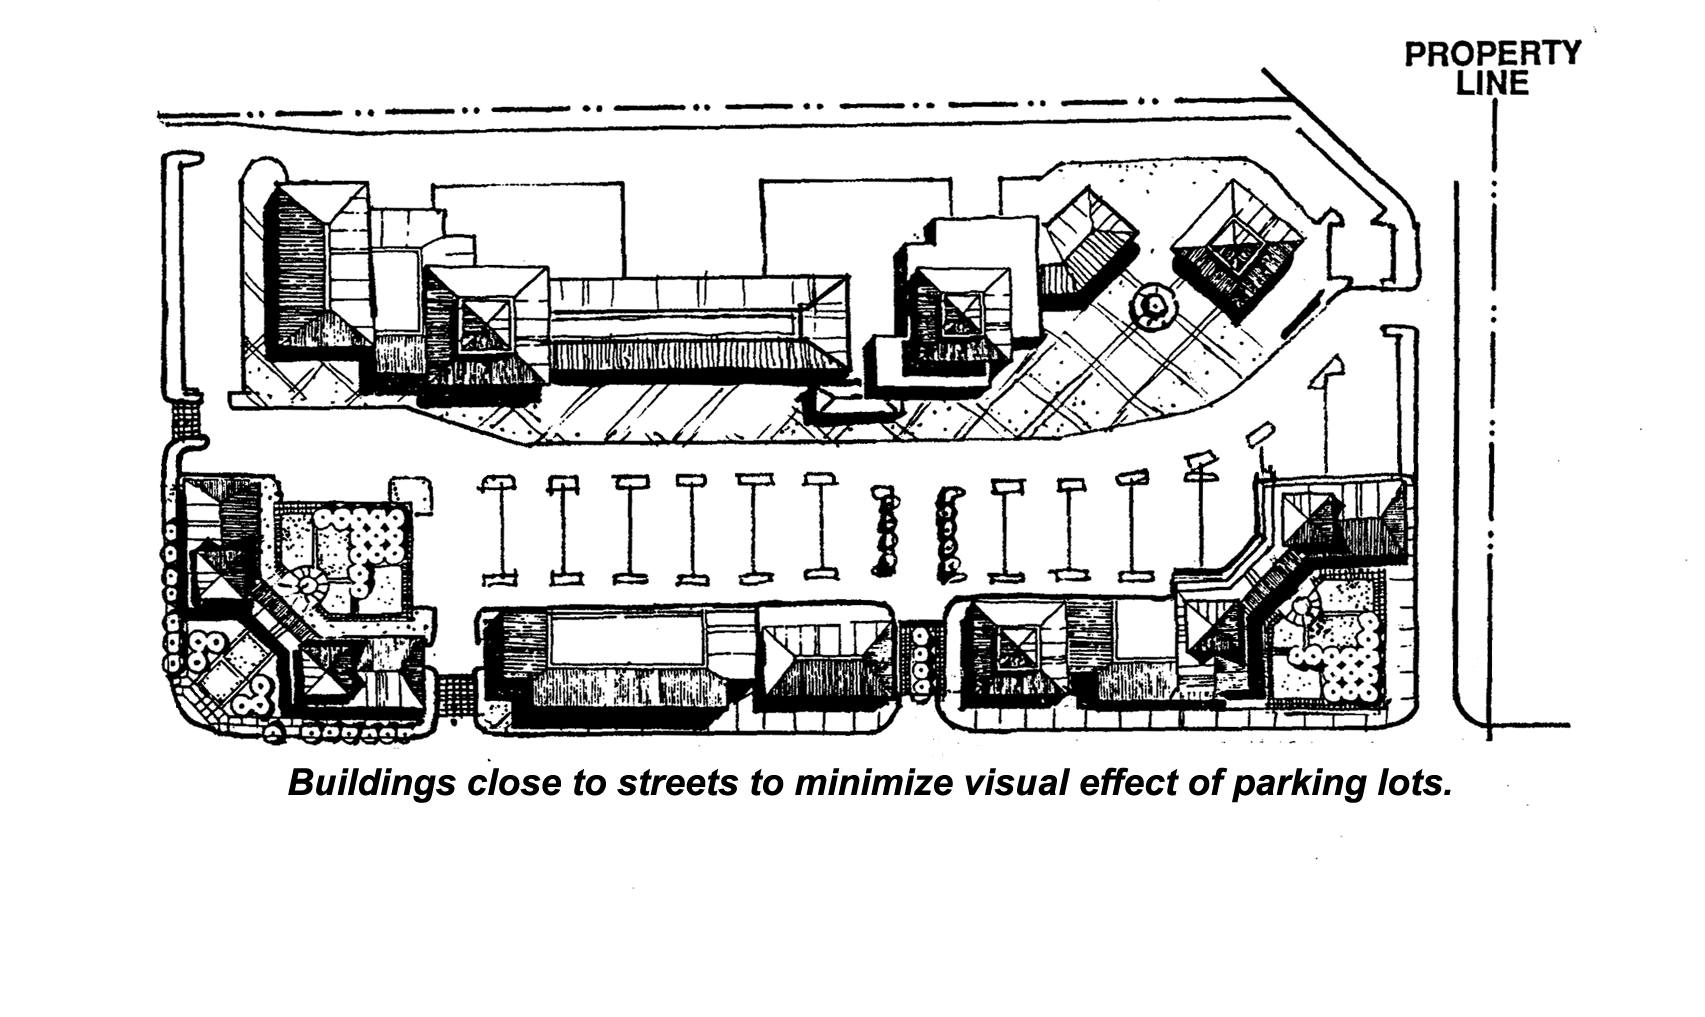 PROPERTY
LINE
Buildings close to streets to minimize visual effect of parking lots.